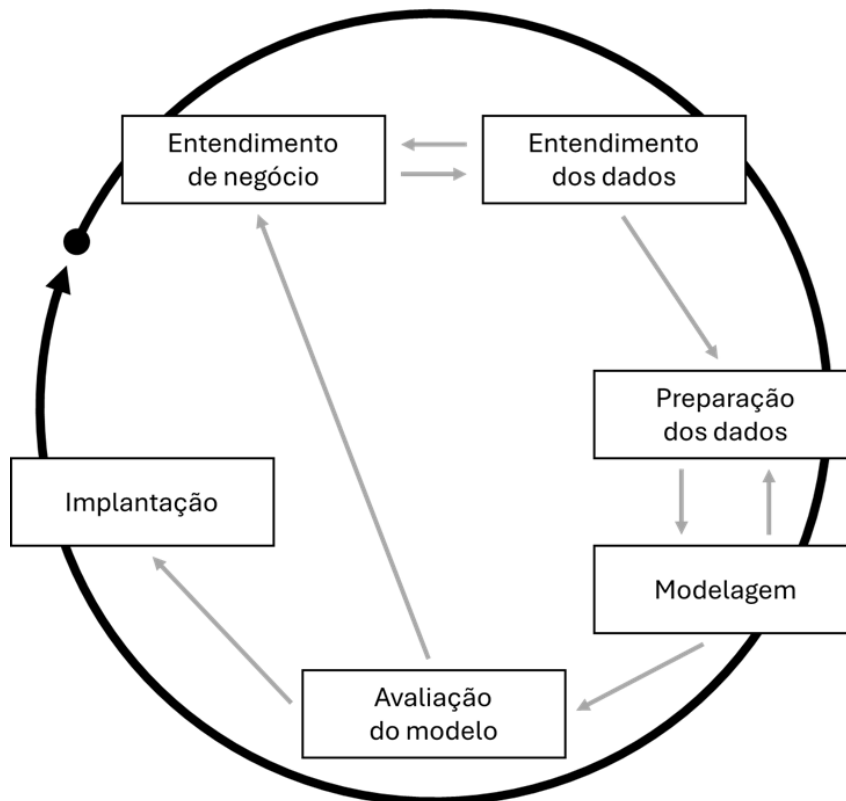 Entendimento
de negócio
Entendimento
dos dados
Preparação
dos dados
Implantação
Modelagem
Avaliação
do modelo